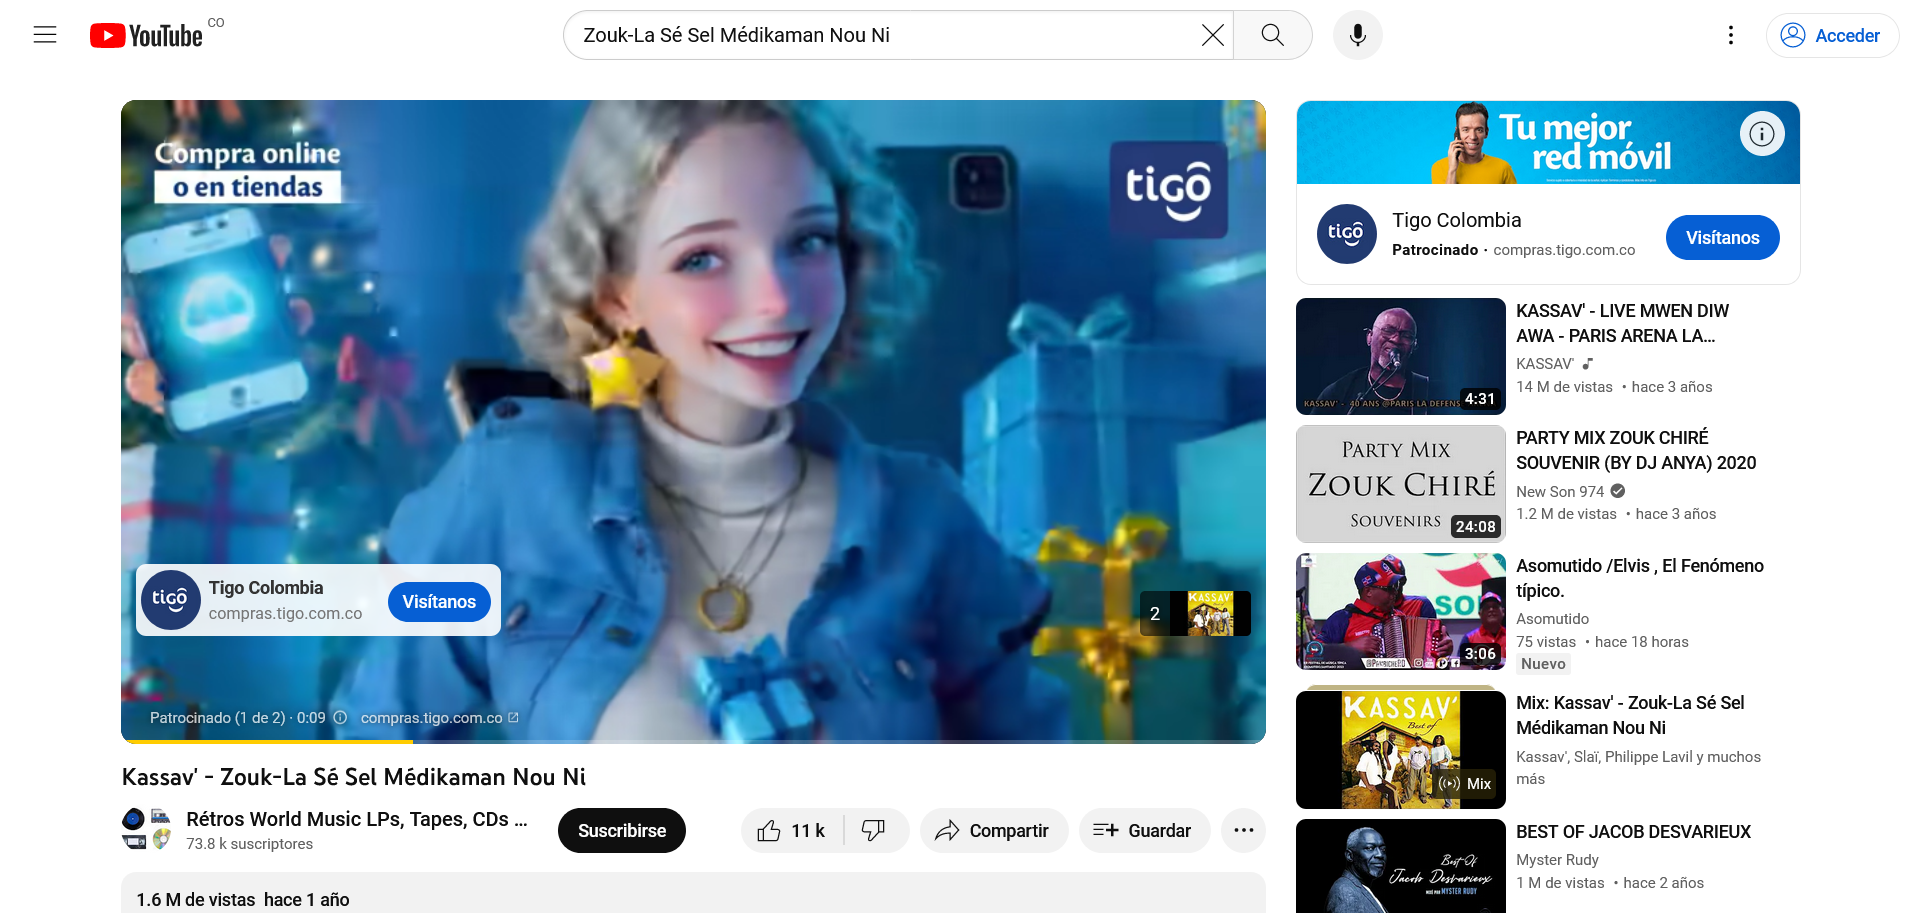 YouTube CO
Zouk-La Sé Sel Médikaman Nou Ni
Acceder
Compra online
o en tiendas
tigo
tigo
Tigo Colombia
compras.tigo.com.co
Visítanos
2
KASSAV'
Patrocinado (1 de 2) · 0:09
compras.tigo.com.co
Kassav' - Zouk-La Sé Sel Médikaman Nou Ni
Rétros World Music LPs, Tapes, CDs ...
73.8 k suscriptores
Suscribirse
11 k
Compartir
Guardar
1.6 M de vistas hace 1 año
Tu mejor
red móvil
tigo
Tigo Colombia
Patrocinado · compras.tigo.com.co
Visítanos
KASSAV' - 40 ANS @PARIS LA DEFENS
4:31
KASSAV' - LIVE MWEN DIW
AWA - PARIS ARENA LA...
KASSAV'
14 M de vistas • hace 3 años
Party Mix
Zouk Chiré
Souvenirs
24:08
PARTY MIX ZOUK CHIRÉ
SOUVENIR (BY DJ ANYA) 2020
New Son 974
1.2 M de vistas • hace 3 años
3:06
Asomutido /Elvis , El Fenómeno
típico.
Asomutido
75 vistas • hace 18 horas
Nuevo
KASSAV'
Best of
Mix
Mix: Kassav' - Zouk-La Sé Sel
Médikaman Nou Ni
Kassav', Slaï, Philippe Lavil y muchos
más
Best Of
Jacob Desvarieux
MIXÉ PAR MYSTER RUDY
BEST OF JACOB DESVARIEUX
Myster Rudy
1 M de vistas • hace 2 años